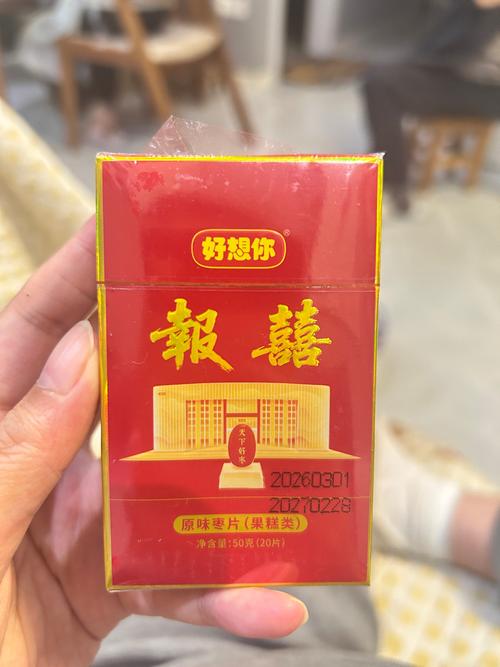 好想你®
報囍
天下好枣
20260301
20270228
原味枣片(果糕类)
净含量:50克(20片)